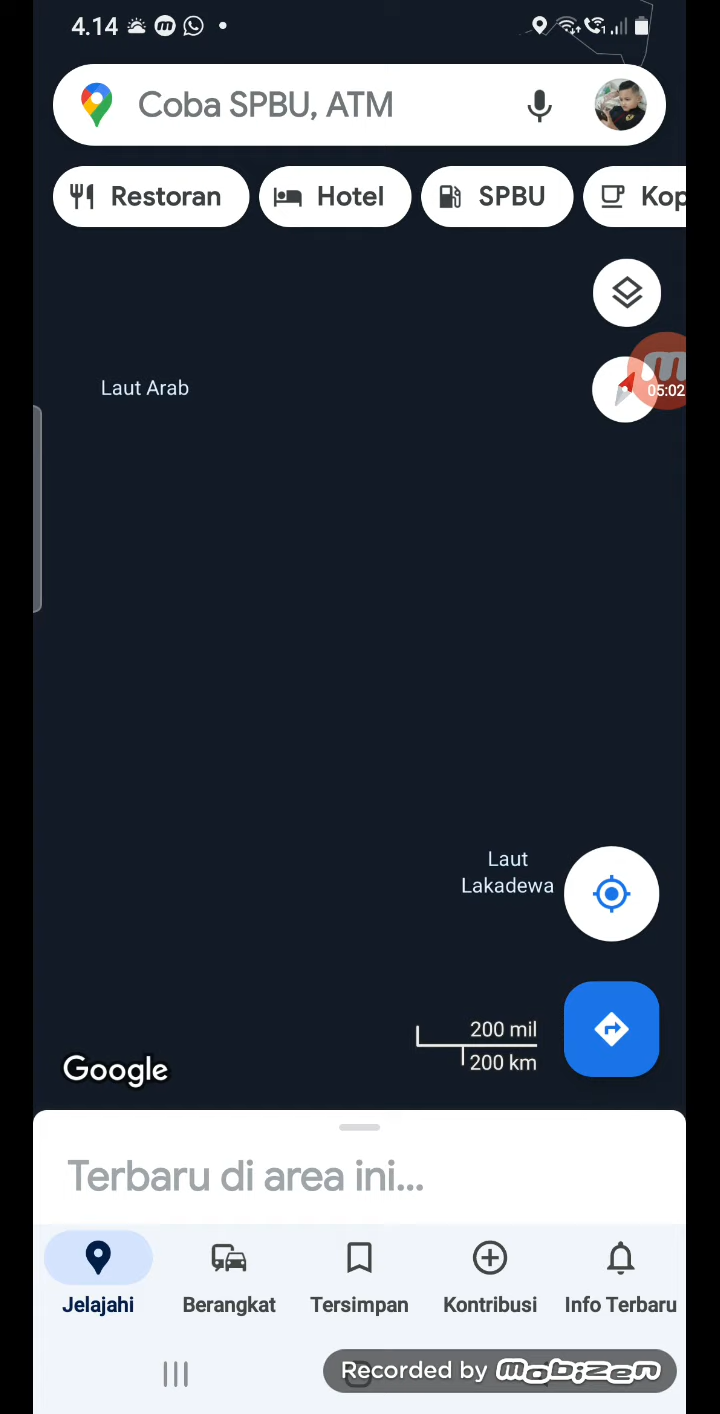 4.14
Coba SPBU, ATM
Restoran
Hotel
SPBU
Kop
Laut Arab
05:02
Laut
Lakadewa
200 mil
200 km
Google
Terbaru di area ini...
Jelajahi
Berangkat
Tersimpan
Kontribusi
Info Terbaru
Recorded by mobizen